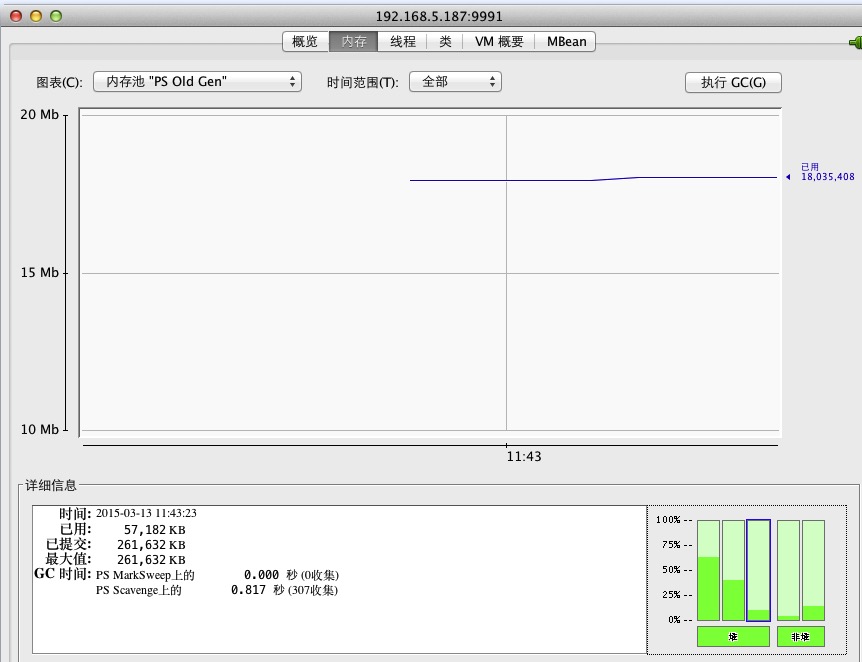 192.168.5.187:9991
概览 内存 线程 类 VM 概要 MBean
图表(C): 内存池 "PS Old Gen" 时间范围(T): 全部 执行 GC(G)
20 Mb
已用
18,035,408
15 Mb
10 Mb
11:43
详细信息
时间: 2015-03-13 11:43:23
已用: 57,182 KB
已提交: 261,632 KB
最大值: 261,632 KB
GC 时间: PS MarkSweep上的 0.000 秒 (0收集)
PS Scavenge上的 0.817 秒 (307收集)
100% --
75% --
50% --
25% --
0% --
堆 非堆